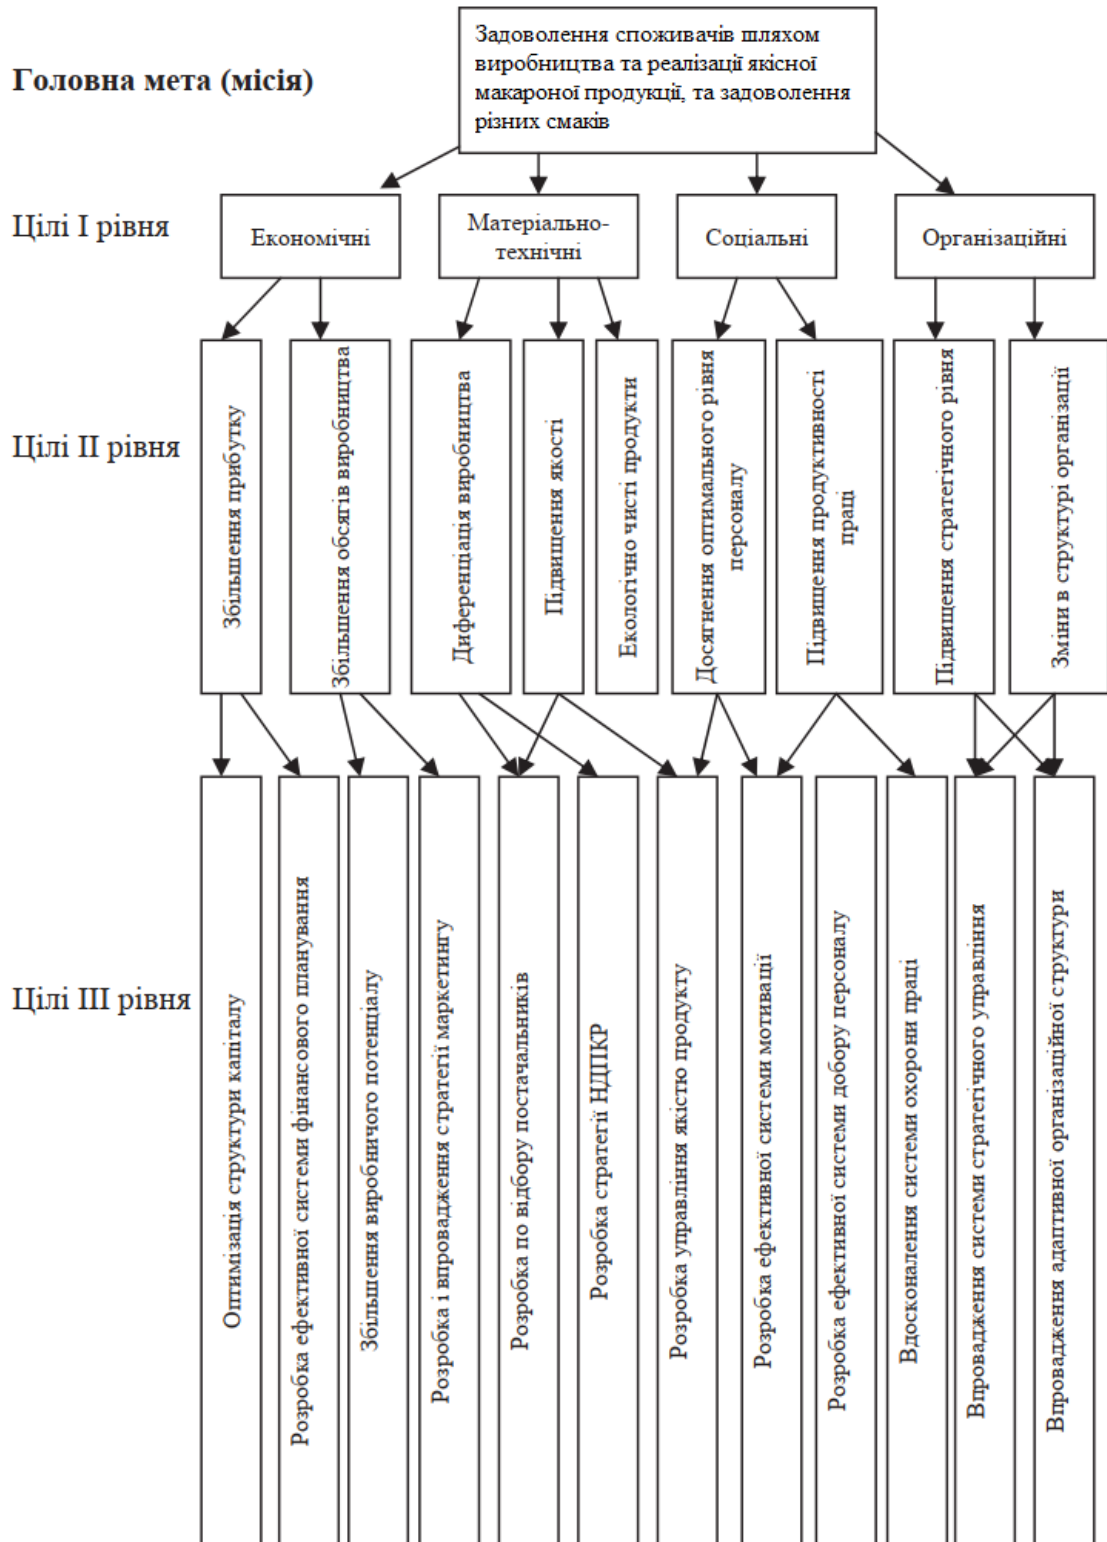 Задоволення споживачів шляхом
виробництва та реалізації якісної
макароної продукції, та задоволення
різних смаків
Головна мета (місія)
Цілі I рівня
Економічні
Матеріально-
технічні
Соціальні
Організаційні
Цілі II рівня
Збільшення прибутку
Збільшення обсягів виробництва
Диференціація виробництва
Підвищення якості
Екологічно чисті продукти
Досягнення оптимального рівня
персоналу
Підвищення продуктивності
праці
Підвищення стратегічного рівня
Зміни в структурі організації
Цілі III рівня
Оптимізація структури капіталу
Розробка ефективної системи фінансового планування
Збільшення виробничого потенціалу
Розробка і впровадження стратегії маркетингу
Розробка по відбору постачальників
Розробка стратегії НДПКР
Розробка управління якістю продукту
Розробка ефективної системи мотивації
Розробка ефективної системи добору персоналу
Вдосконалення системи охорони праці
Впровадження системи стратегічного управління
Впровадження адаптивної організаційної структури